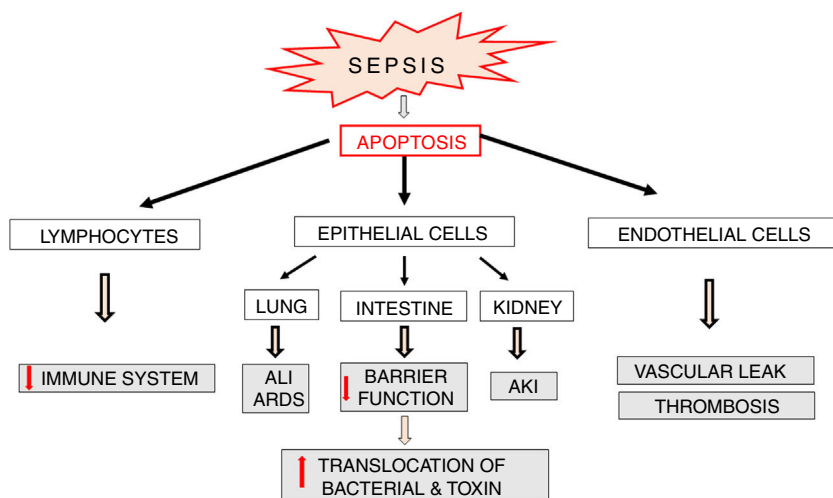 SEPSIS
APOPTOSIS
LYMPHOCYTES
EPITHELIAL CELLS
ENDOTHELIAL CELLS
LUNG
INTESTINE
KIDNEY
IMMUNE SYSTEM
ALI
ARDS
BARRIER
FUNCTION
AKI
VASCULAR LEAK
THROMBOSIS
TRANSLOCATION OF
BACTERIAL & TOXIN